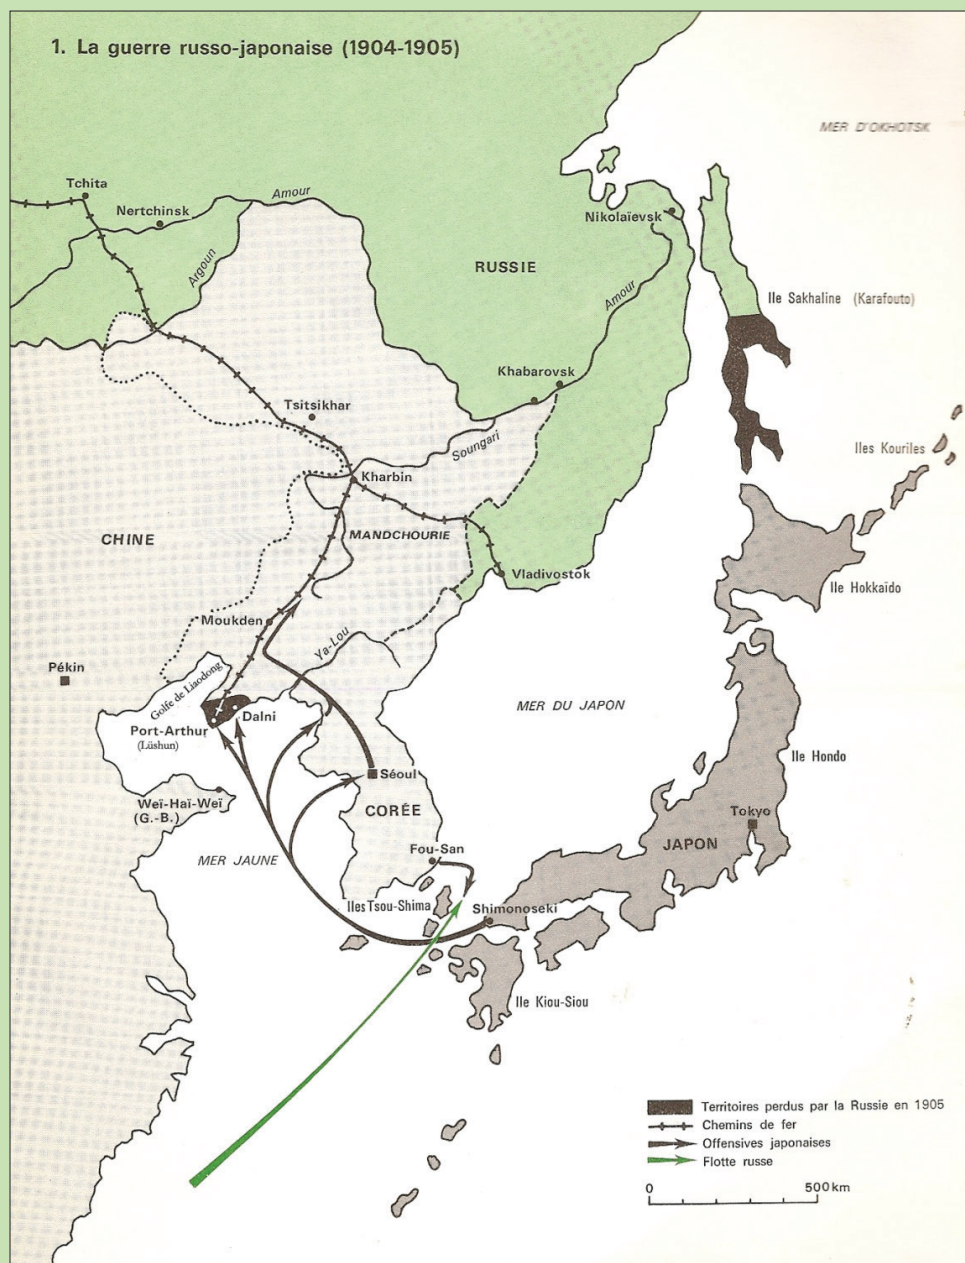 1. La guerre russo-japonaise (1904-1905)
MER D'OKHOTSK
Tchita
Nertchinsk
Amour
Argoun
Nikolaïevsk
RUSSIE
Amour
Ile Sakhaline (Karafouto)
Khabarovsk
Tsitsikhar
Soungari
Iles Kouriles
Kharbin
CHINE
MANDCHOURIE
Vladivostok
Ile Hokkaïdo
Moukden
Ya-Lou
Pékin
Golfe de Liaodong
MER DU JAPON
Dalni
Port-Arthur
(Lüshun)
Ile Hondo
Séoul
Weï-Haï-Weï
(G.-B.)
CORÉE
Tokyo
JAPON
Fou-San
MER JAUNE
Iles Tsou-Shima
Shimonoseki
Ile Kiou-Siou
Territoires perdus par la Russie en 1905
Chemins de fer
Offensives japonaises
Flotte russe
0 500 km